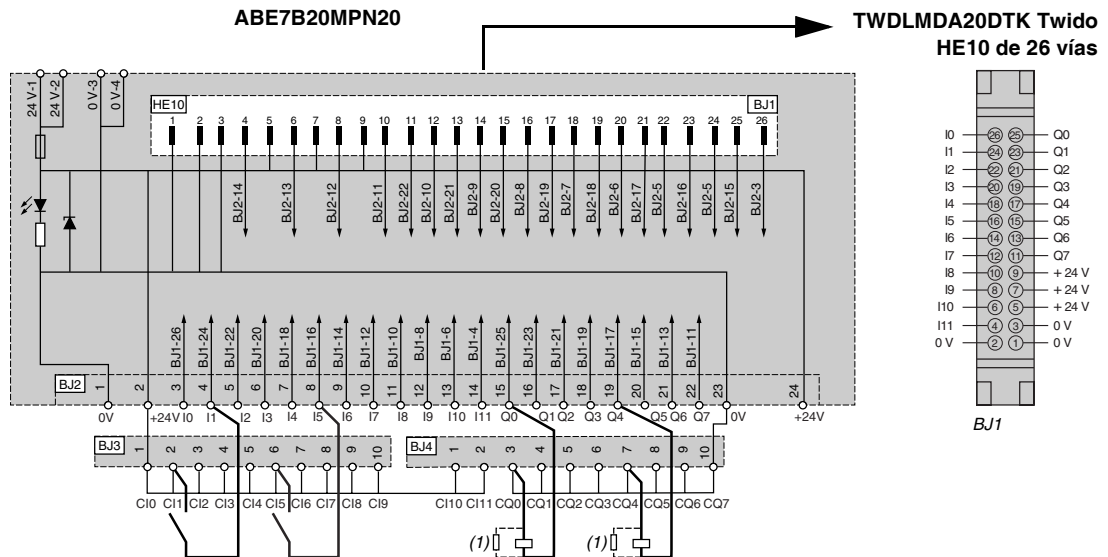 ABE7B20MPN20
TWDLMDA20DTK Twido
HE10 de 26 vías
24 V-1
24 V-2
0 V-3
0 V-4
HE10
BJ1
1 2 3 4 5 6 7 8 9 10 11 12 13 14 15 16 17 18 19 20 21 22 23 24 25 26
BJ2-14
BJ2-13
BJ2-12
BJ2-11
BJ2-22
BJ2-10
BJ2-21
BJ2-9
BJ2-20
BJ2-8
BJ2-19
BJ2-7
BJ2-18
BJ2-6
BJ2-17
BJ2-5
BJ2-16
BJ2-5
BJ2-15
BJ2-3
BJ1-26
BJ1-24
BJ1-22
BJ1-20
BJ1-18
BJ1-16
BJ1-14
BJ1-12
BJ1-10
BJ1-8
BJ1-6
BJ1-4
BJ1-25
BJ1-23
BJ1-21
BJ1-19
BJ1-17
BJ1-15
BJ1-13
BJ1-11
BJ2
1 2 3 4 5 6 7 8 9 10 11 12 13 14 15 16 17 18 19 20 21 22 23 24
0V +24V I0 I1 I2 I3 I4 I5 I6 I7 I8 I9 I10 I11 Q0 Q1 Q2 Q3 Q4 Q5 Q6 Q7 0V +24V
BJ3
1 2 3 4 5 6 7 8 9 10
BJ4
1 2 3 4 5 6 7 8 9 10
CI0 CI1 CI2 CI3 CI4 CI5 CI6 CI7 CI8 CI9
CI10 CI11 CQ0 CQ1 CQ2 CQ3 CQ4 CQ5 CQ6 CQ7
(1)
(1)
I0 26 25 Q0
I1 24 23 Q1
I2 22 21 Q2
I3 20 19 Q3
I4 18 17 Q4
I5 16 15 Q5
I6 14 13 Q6
I7 12 11 Q7
I8 10 9 + 24 V
I9 8 7 + 24 V
I10 6 5 + 24 V
I11 4 3 0 V
0 V 2 1 0 V
BJ1